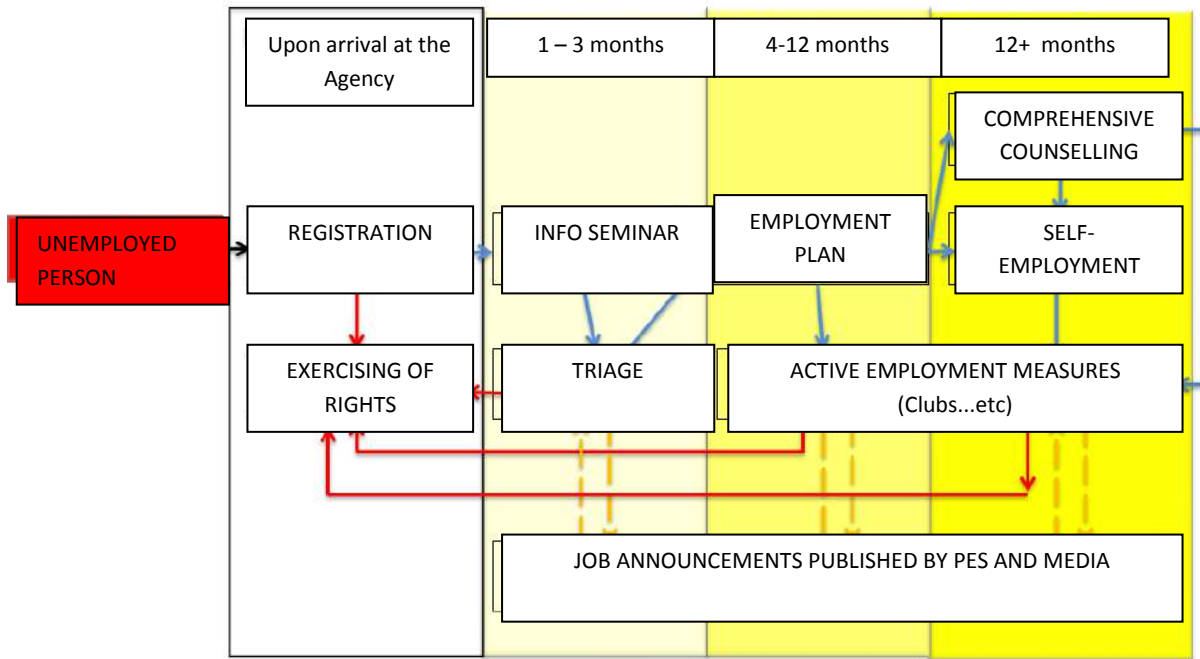 Upon arrival at the
Agency
1 – 3 months
4-12 months
12+ months
COMPREHENSIVE
COUNSELLING
UNEMPLOYED
PERSON
REGISTRATION
INFO SEMINAR
EMPLOYMENT
PLAN
SELF-
EMPLOYMENT
EXERCISING OF
RIGHTS
TRIAGE
ACTIVE EMPLOYMENT MEASURES
(Clubs...etc)
JOB ANNOUNCEMENTS PUBLISHED BY PES AND MEDIA